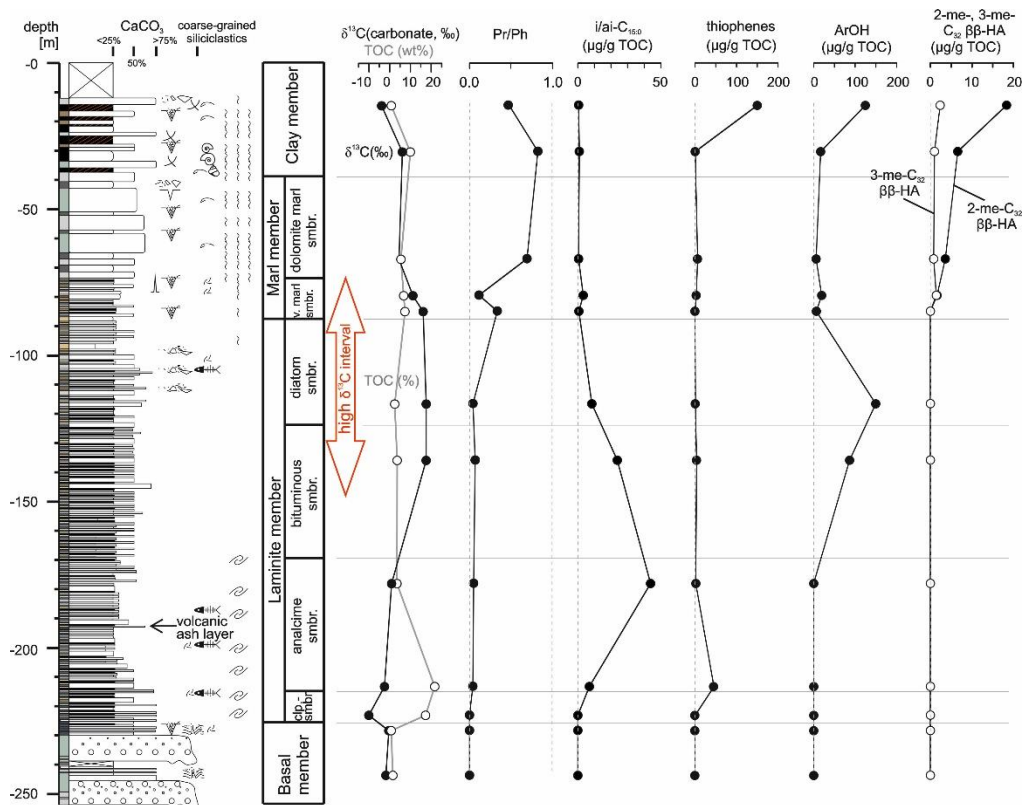 depth
[m]
CaCO₃
<25% >75%
50%
coarse-grained
siliciclastics
δ¹³C(carbonate, ‰)
TOC (wt%)
-10 0 10 20
Pr/Ph
0.0 1.0
i/ai-C₁₅:₀
(µg/g TOC)
0 50
thiophenes
(µg/g TOC)
0 100 200
ArOH
(µg/g TOC)
0 100 200
2-me-, 3-me-
C₃₂ ββ-HA
(µg/g TOC)
0 10 20
-0
-50
-100
-150
-200
-250
volcanic
ash layer
high δ¹³C interval
Clay member
Marl member
Laminite member
Basal
member
dolomite marl
smbr.
v. marl
smbr.
diatom
smbr.
bituminous
smbr.
analcime
smbr.
clp.-
smbr
δ¹³C(‰)
TOC (%)
3-me-C₃₂
ββ-HA
2-me-C₃₂
ββ-HA